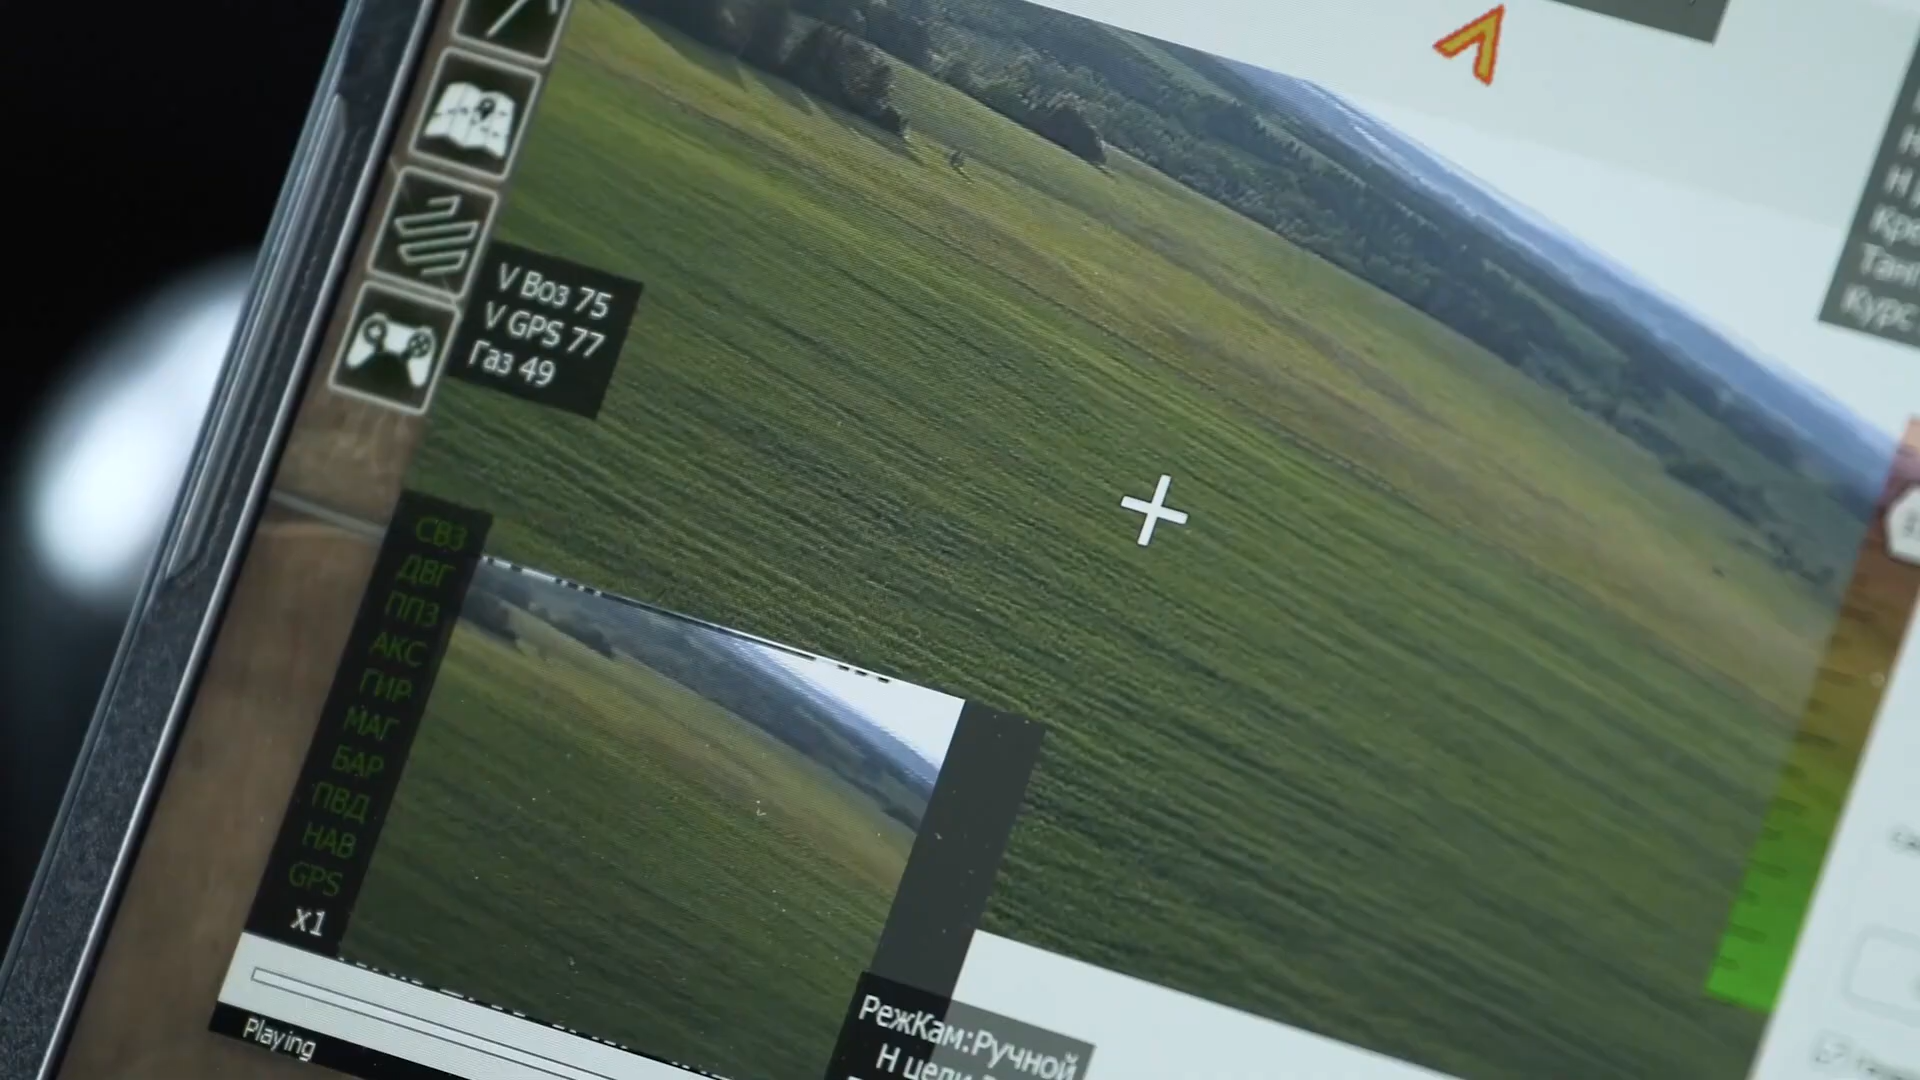 V Воз 75
V GPS 77
Газ 49
СВЗ
ДВГ
ППЗ
АКС
ГИР
МАГ
БАР
ПВД
НАВ
GPS
x1
Playing
РежКам:Ручной
Н цели
Курс